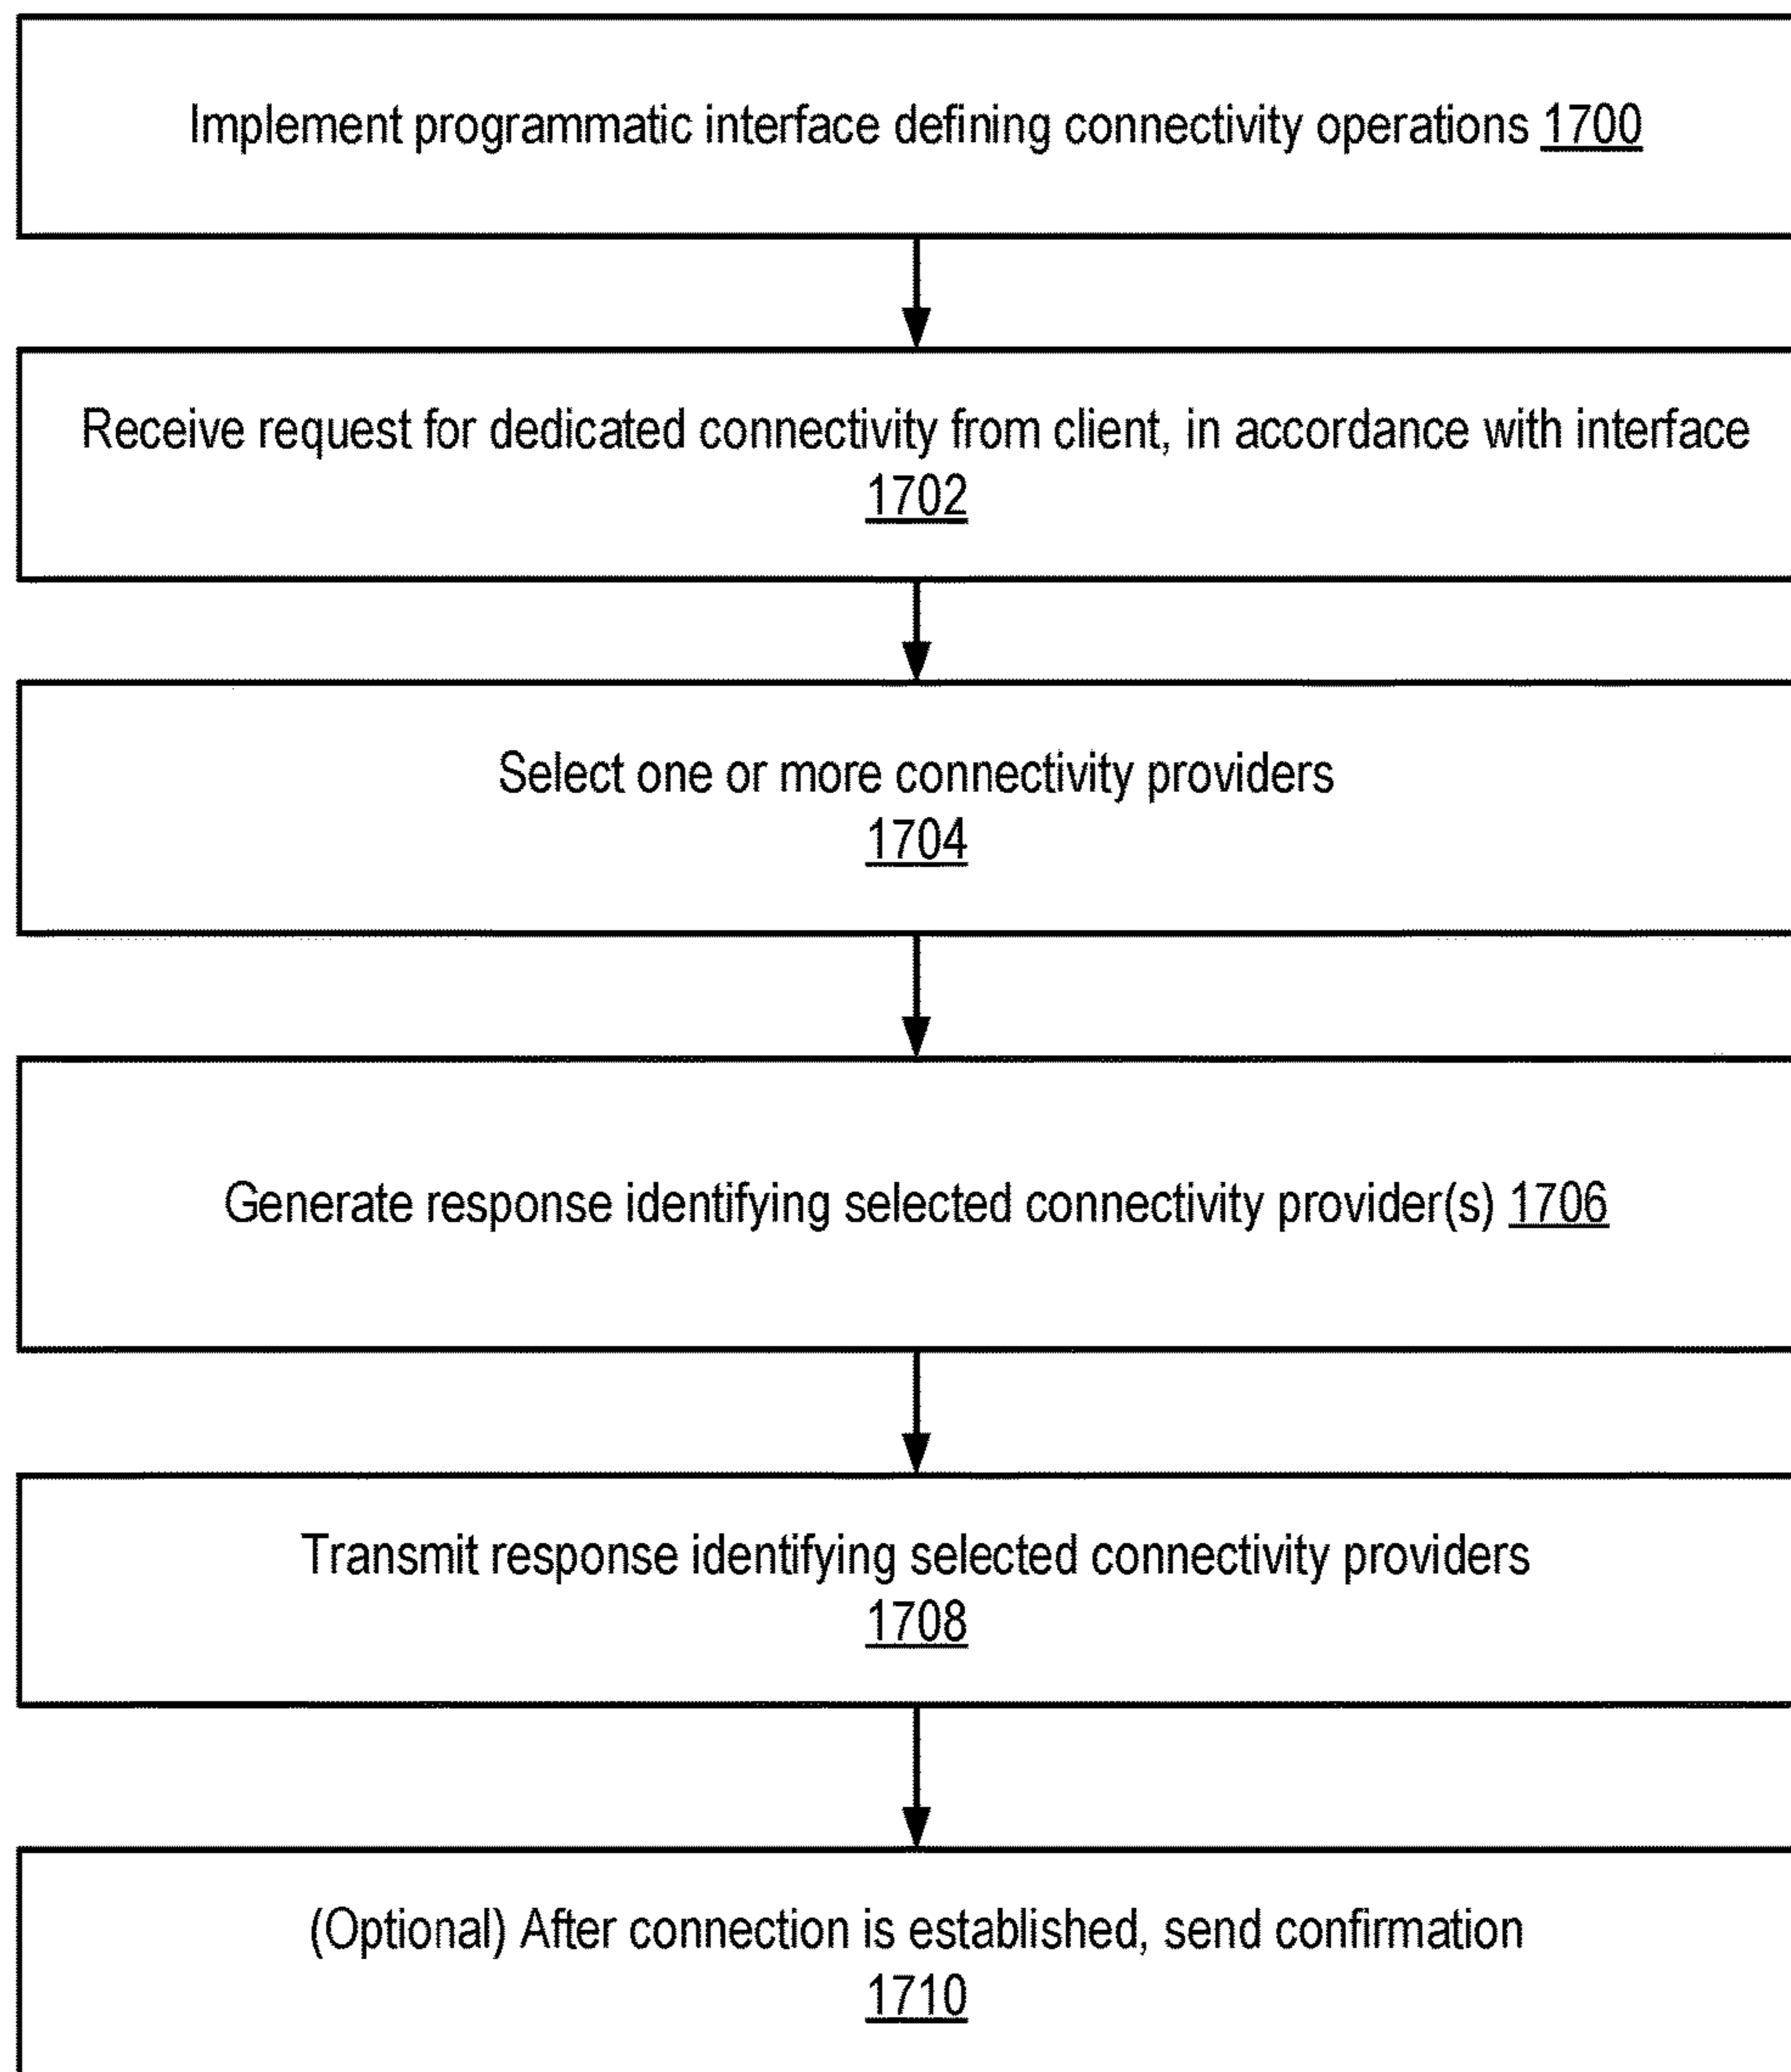 Implement programmatic interface defining connectivity operations 1700
Receive request for dedicated connectivity from client, in accordance with interface
1702
Select one or more connectivity providers
1704
Generate response identifying selected connectivity provider(s) 1706
Transmit response identifying selected connectivity providers
1708
(Optional) After connection is established, send confirmation
1710